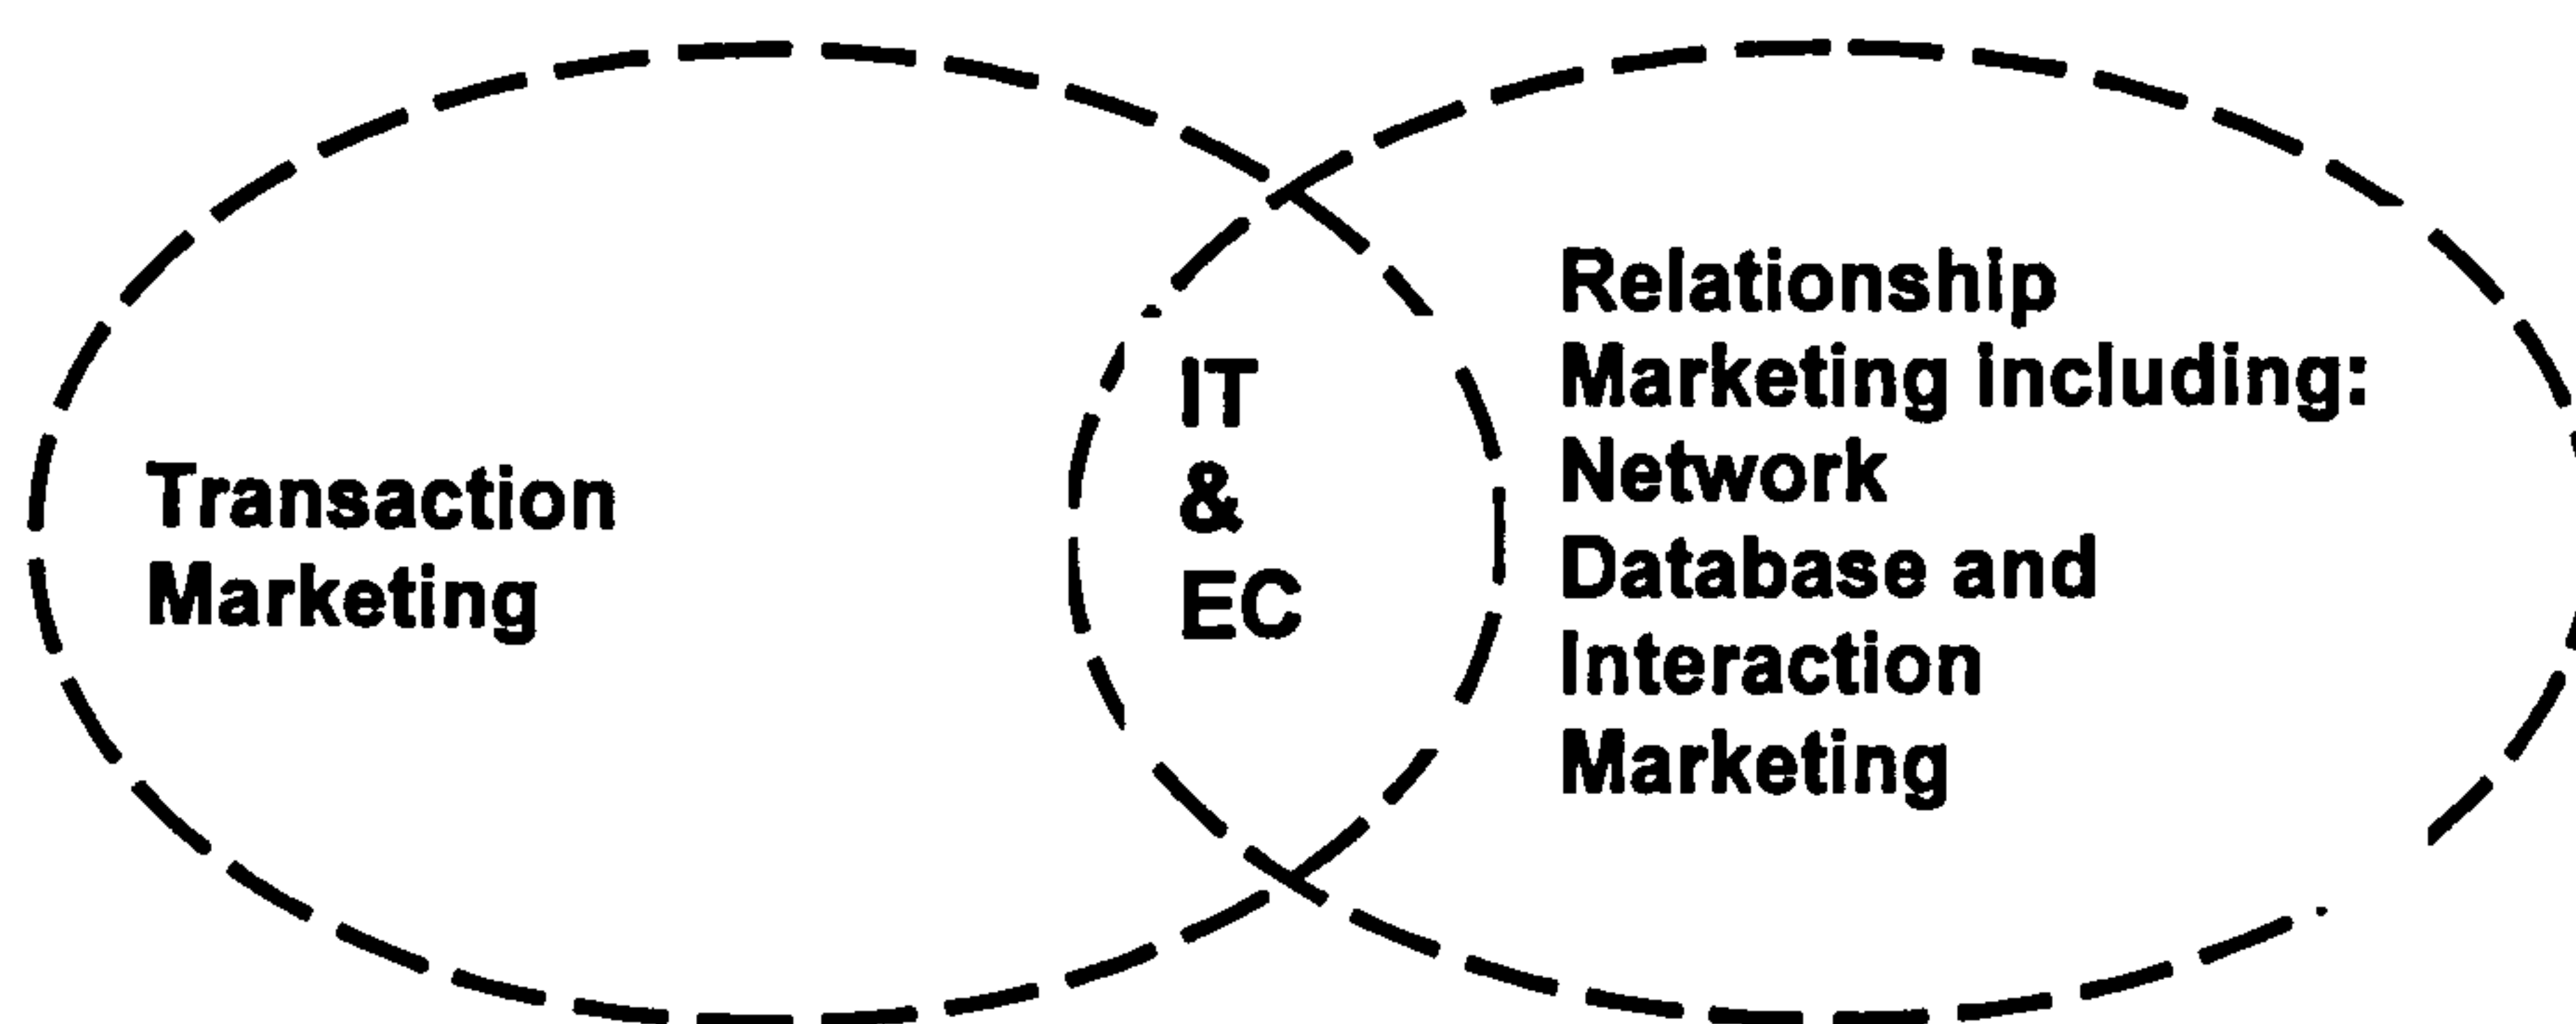 Transaction
Marketing
IT
&
EC
Relationship
Marketing including:
Network
Database and
Interaction
Marketing